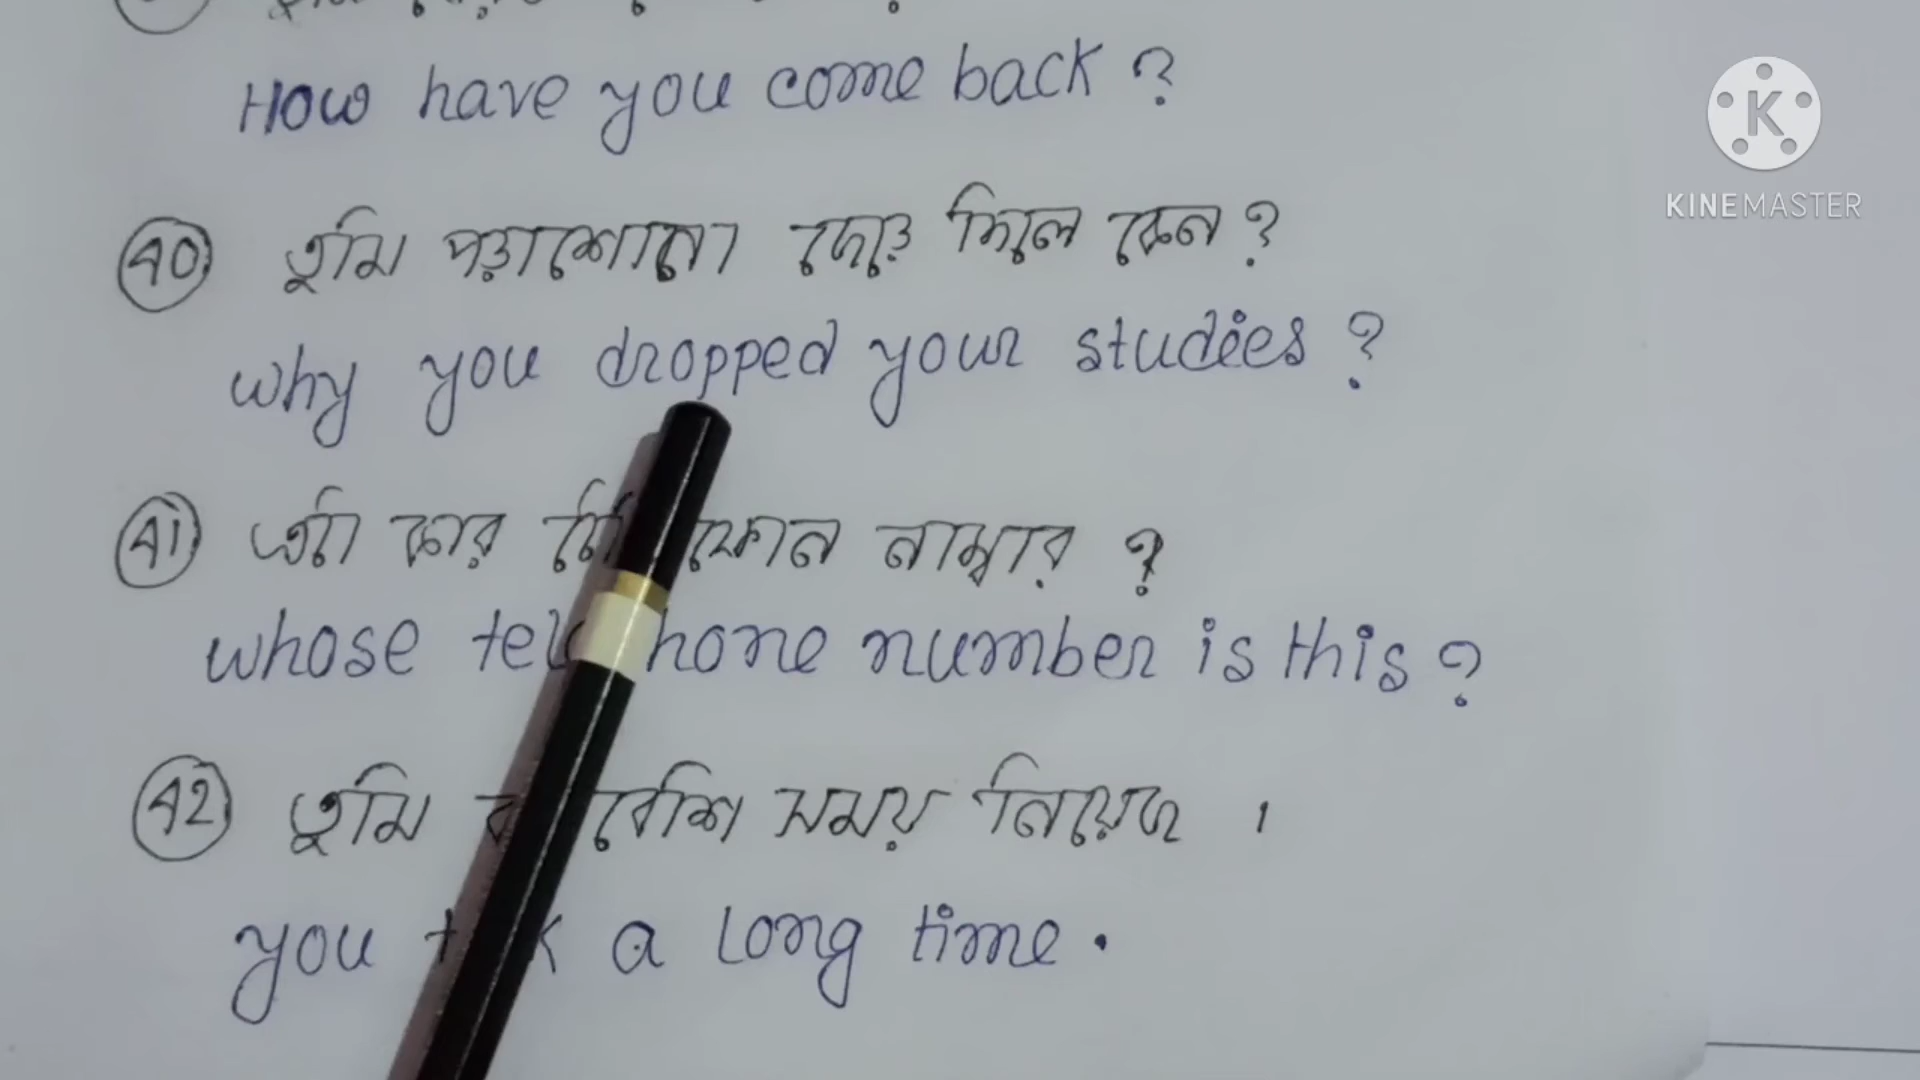 How have you come back ?
40 তুমি পড়াশোনা ছেড়ে দিলে কেন ?
why you dropped your studies ?
41 এটা কার ফোন নাম্বার ?
whose hone number is this ?
42 তুমি বেশি সময় নিয়েছ ।
you a long time .
KINEMASTER